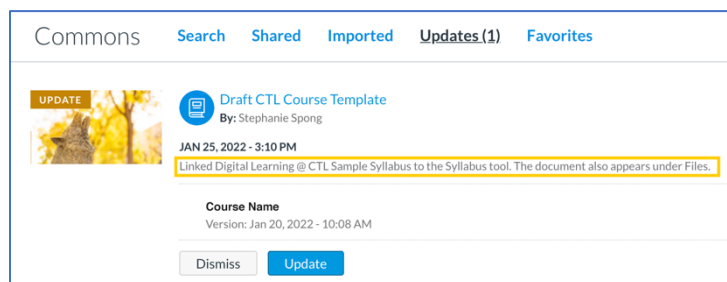 Commons Search Shared Imported Updates (1) Favorites
UPDATE
Draft CTL Course Template
By: Stephanie Spong
JAN 25, 2022 - 3:10 PM
Linked Digital Learning @ CTL Sample Syllabus to the Syllabus tool. The document also appears under Files.
Course Name
Version: Jan 20, 2022 - 10:08 AM
Dismiss Update